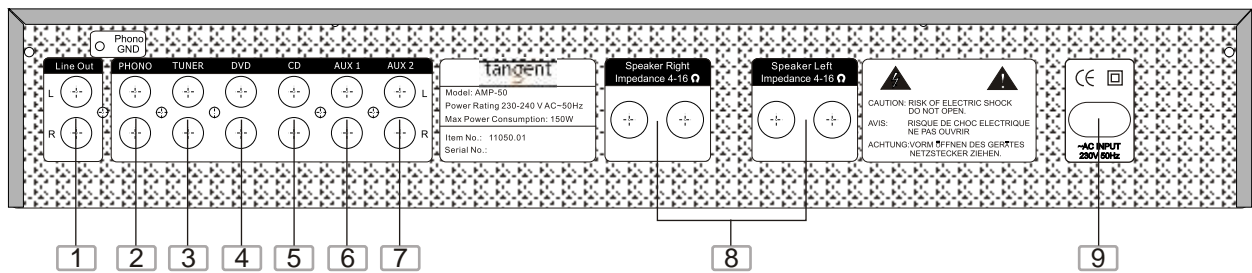 Phono
GND
Line Out
PHONO TUNER DVD CD AUX 1 AUX 2
L L
R R
tangent
Model: AMP-50
Power Rating 230-240 V AC~50Hz
Max Power Consumption: 150W
Item No.: 11050.01
Serial No.:
Speaker Right
Impedance 4-16 Ω
Speaker Left
Impedance 4-16 Ω
CAUTION: RISK OF ELECTRIC SHOCK
DO NOT OPEN.
AVIS: RISQUE DE CHOC ELECTRIQUE
NE PAS OUVRIR
ACHTUNG:VORM ÖFFNEN DES GERÄTES
NETZSTECKER ZIEHEN.
CE
~AC INPUT
230V 50Hz
1 2 3 4 5 6 7 8 9